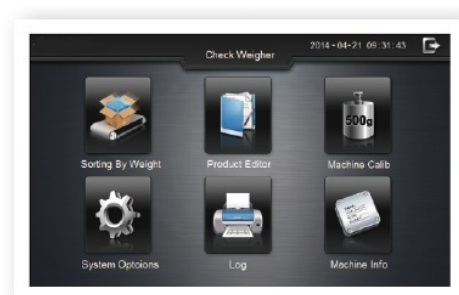 Check Weigher
2014-04-21 09:31:43
500g
Sorting By Weight
Product Editor
Machine Calib
System Optoions
Log
Machine Info